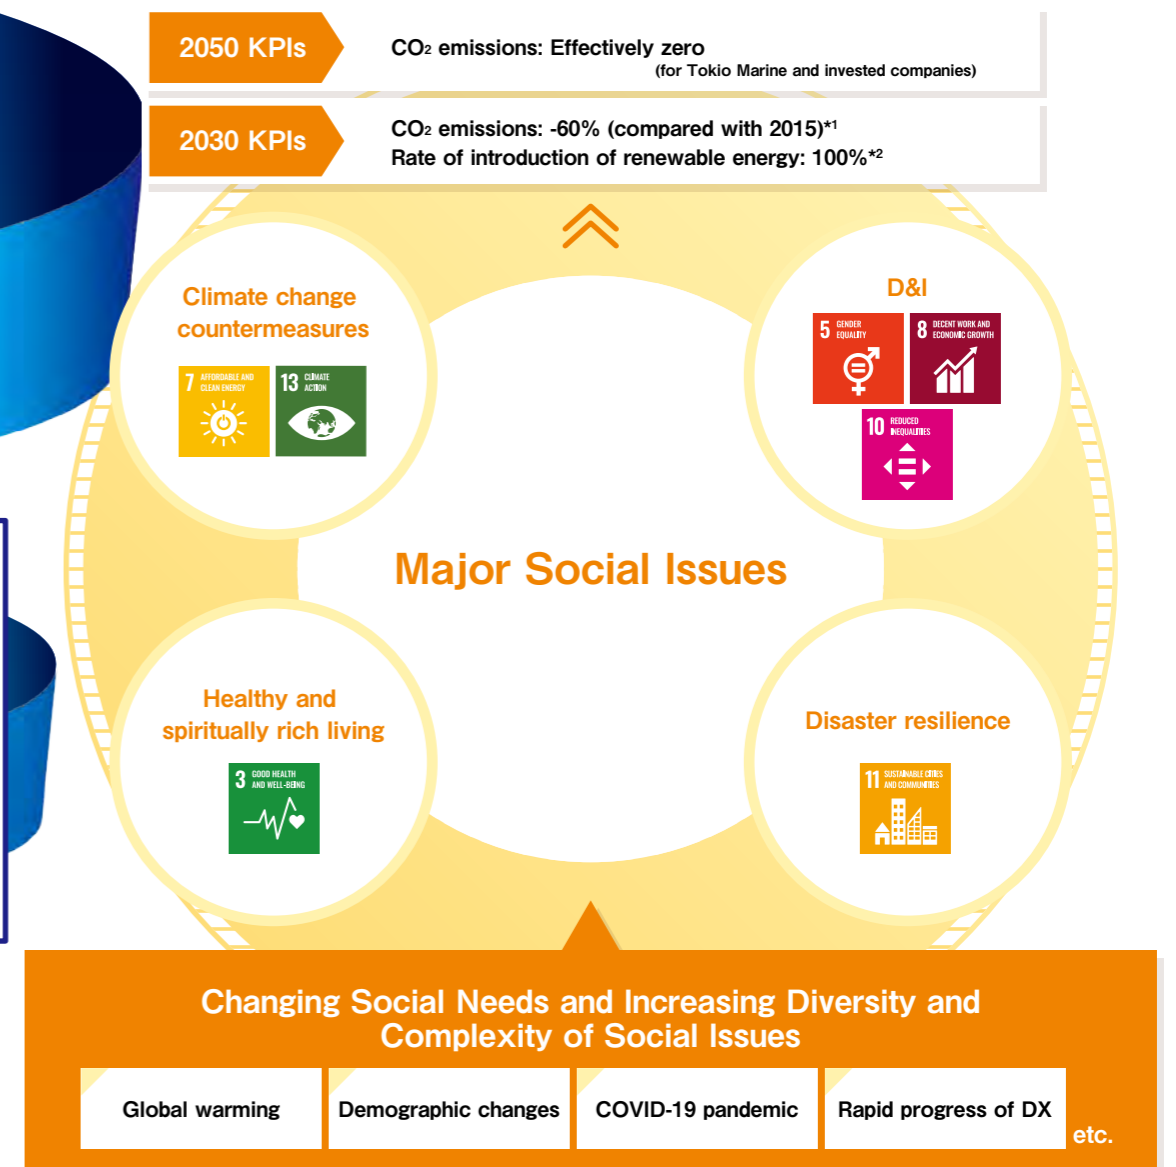 2050 KPIs
CO2 emissions: Effectively zero
(for Tokio Marine and invested companies)
2030 KPIs
CO2 emissions: -60% (compared with 2015)*1
Rate of introduction of renewable energy: 100%*2
Climate change
countermeasures
7 AFFORDABLE AND
CLEAN ENERGY
13 CLIMATE
ACTION
D&I
5 GENDER
EQUALITY
8 DECENT WORK AND
ECONOMIC GROWTH
10 REDUCED
INEQUALITIES
Major Social Issues
Healthy and
spiritually rich living
3 GOOD HEALTH
AND WELL-BEING
Disaster resilience
11 SUSTAINABLE CITIES
AND COMMUNITIES
Changing Social Needs and Increasing Diversity and
Complexity of Social Issues
Global warming
Demographic changes
COVID-19 pandemic
Rapid progress of DX
etc.